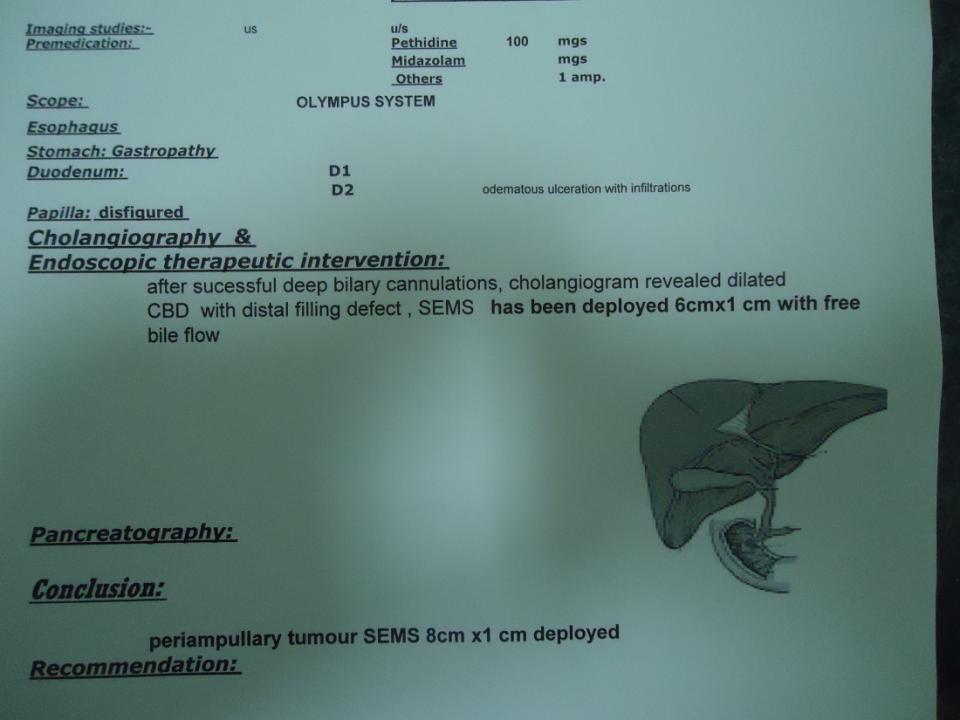 Imaging studies:- us u/s
Premedication: Pethidine 100 mgs
Midazolam mgs
Others 1 amp.
Scope: OLYMPUS SYSTEM
Esophagus
Stomach: Gastropathy
Duodenum: D1
D2 odematous ulceration with infiltrations
Papilla: disfigured
Cholangiography &
Endoscopic therapeutic intervention:
after sucessful deep bilary cannulations, cholangiogram revealed dilated
CBD with distal filling defect , SEMS has been deployed 6cmx1 cm with free
bile flow
Pancreatography:
Conclusion:
periampullary tumour SEMS 8cm x1 cm deployed
Recommendation: